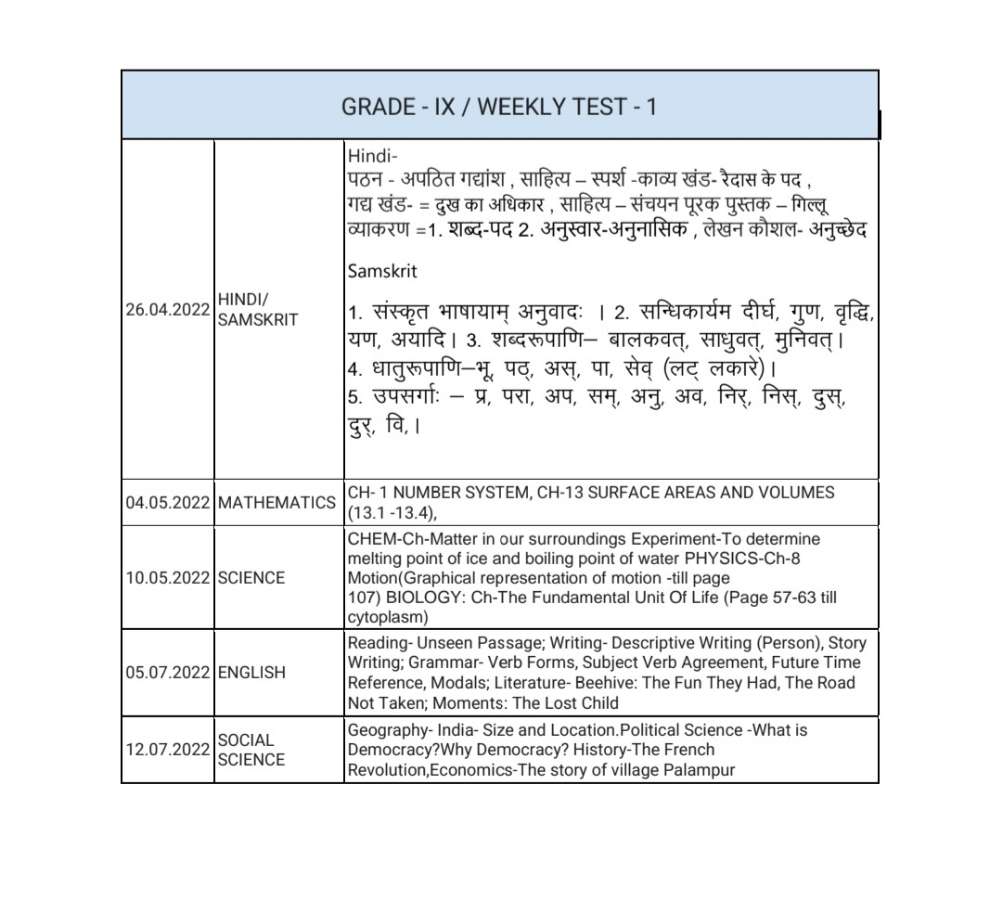 GRADE - IX / WEEKLY TEST - 1
26.04.2022
HINDI/
SAMSKRIT
Hindi-
पठन - अपठित गद्यांश , साहित्य – स्पर्श -काव्य खंड- रैदास के पद ,
गद्य खंड- = दुख का अधिकार , साहित्य – संचयन पूरक पुस्तक – गिल्लू
व्याकरण =1. शब्द-पद 2. अनुस्वार-अनुनासिक , लेखन कौशल- अनुच्छेद
Samskrit
1. संस्कृत भाषायाम् अनुवादः । 2. सन्धिकार्यम दीर्घ, गुण, वृद्धि,
यण, अयादि। 3. शब्दरूपाणि– बालकवत्, साधुवत्, मुनिवत्।
4. धातुरूपाणि–भू, पठ्, अस्, पा, सेव् (लट् लकारे)।
5. उपसर्गाः – प्र, परा, अप, सम्, अनु, अव, निर्, निस्, दुस्,
दुर्, वि,।
04.05.2022
MATHEMATICS
CH- 1 NUMBER SYSTEM, CH-13 SURFACE AREAS AND VOLUMES
(13.1 -13.4),
10.05.2022
SCIENCE
CHEM-Ch-Matter in our surroundings Experiment-To determine
melting point of ice and boiling point of water PHYSICS-Ch-8
Motion(Graphical representation of motion -till page
107) BIOLOGY: Ch-The Fundamental Unit Of Life (Page 57-63 till
cytoplasm)
05.07.2022
ENGLISH
Reading- Unseen Passage; Writing- Descriptive Writing (Person), Story
Writing; Grammar- Verb Forms, Subject Verb Agreement, Future Time
Reference, Modals; Literature- Beehive: The Fun They Had, The Road
Not Taken; Moments: The Lost Child
12.07.2022
SOCIAL
SCIENCE
Geography- India- Size and Location.Political Science -What is
Democracy?Why Democracy? History-The French
Revolution,Economics-The story of village Palampur